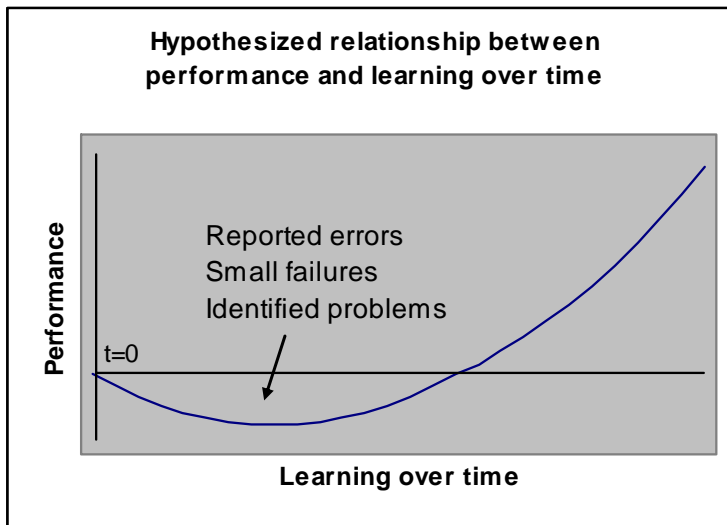 Hypothesized relationship between
performance and learning over time
Reported errors
Small failures
Identified problems
Performance
t=0
Learning over time